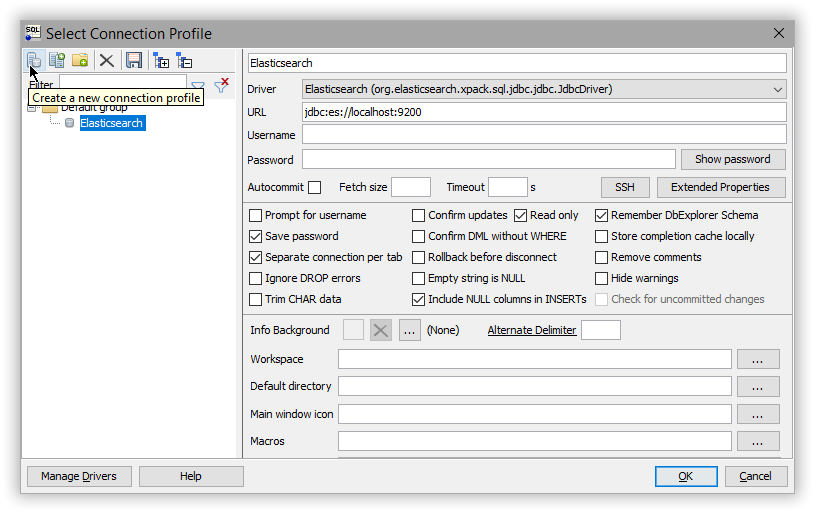 SQL
Select Connection Profile
Filter
Create a new connection profile
Default group
Elasticsearch
Elasticsearch
Driver Elasticsearch (org.elasticsearch.xpack.sql.jdbc.jdbc.JdbcDriver)
URL jdbc:es://localhost:9200
Username
Password Show password
Autocommit Fetch size Timeout s SSH Extended Properties
Prompt for username Confirm updates Read only Remember DbExplorer Schema
Save password Confirm DML without WHERE Store completion cache locally
Separate connection per tab Rollback before disconnect Remove comments
Ignore DROP errors Empty string is NULL Hide warnings
Trim CHAR data Include NULL columns in INSERTs Check for uncommitted changes
Info Background ... (None) Alternate Delimiter
Workspace ...
Default directory ...
Main window icon ...
Macros ...
Manage Drivers Help OK Cancel